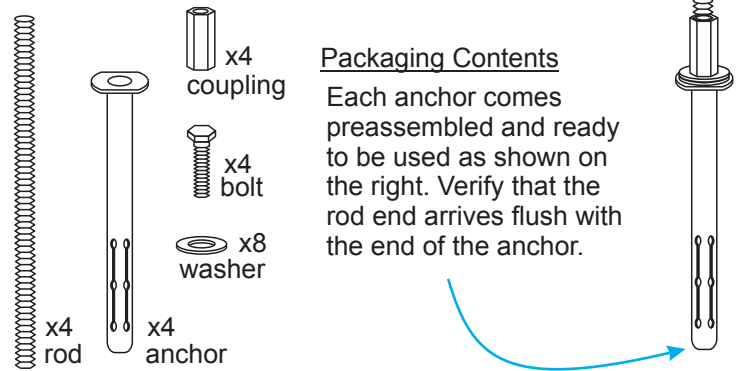 x4
coupling
x4
bolt
x8
washer
x4
rod
x4
anchor
Packaging Contents
Each anchor comes
preassembled and ready
to be used as shown on
the right. Verify that the
rod end arrives flush with
the end of the anchor.